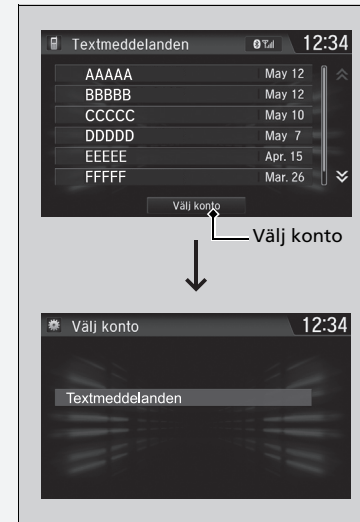 Textmeddelanden 12:34
AAAAA May 12
BBBBB May 12
CCCCC May 10
DDDDD May 7
EEEEE Apr. 15
FFFFF Mar. 26
Välj konto
Välj konto
Välj konto 12:34
Textmeddelanden